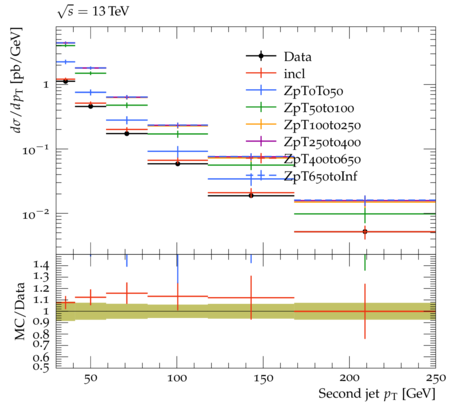 √s = 13 TeV
dσ/dpT [pb/GeV]
1
10⁻¹
10⁻²
Data
incl
ZpT0To50
ZpT50to100
ZpT100to250
ZpT250to400
ZpT400to650
ZpT650toInf
MC/Data
1.4
1.3
1.2
1.1
1
0.9
0.8
0.7
0.6
0.5
50 100 150 200 250
Second jet pT [GeV]